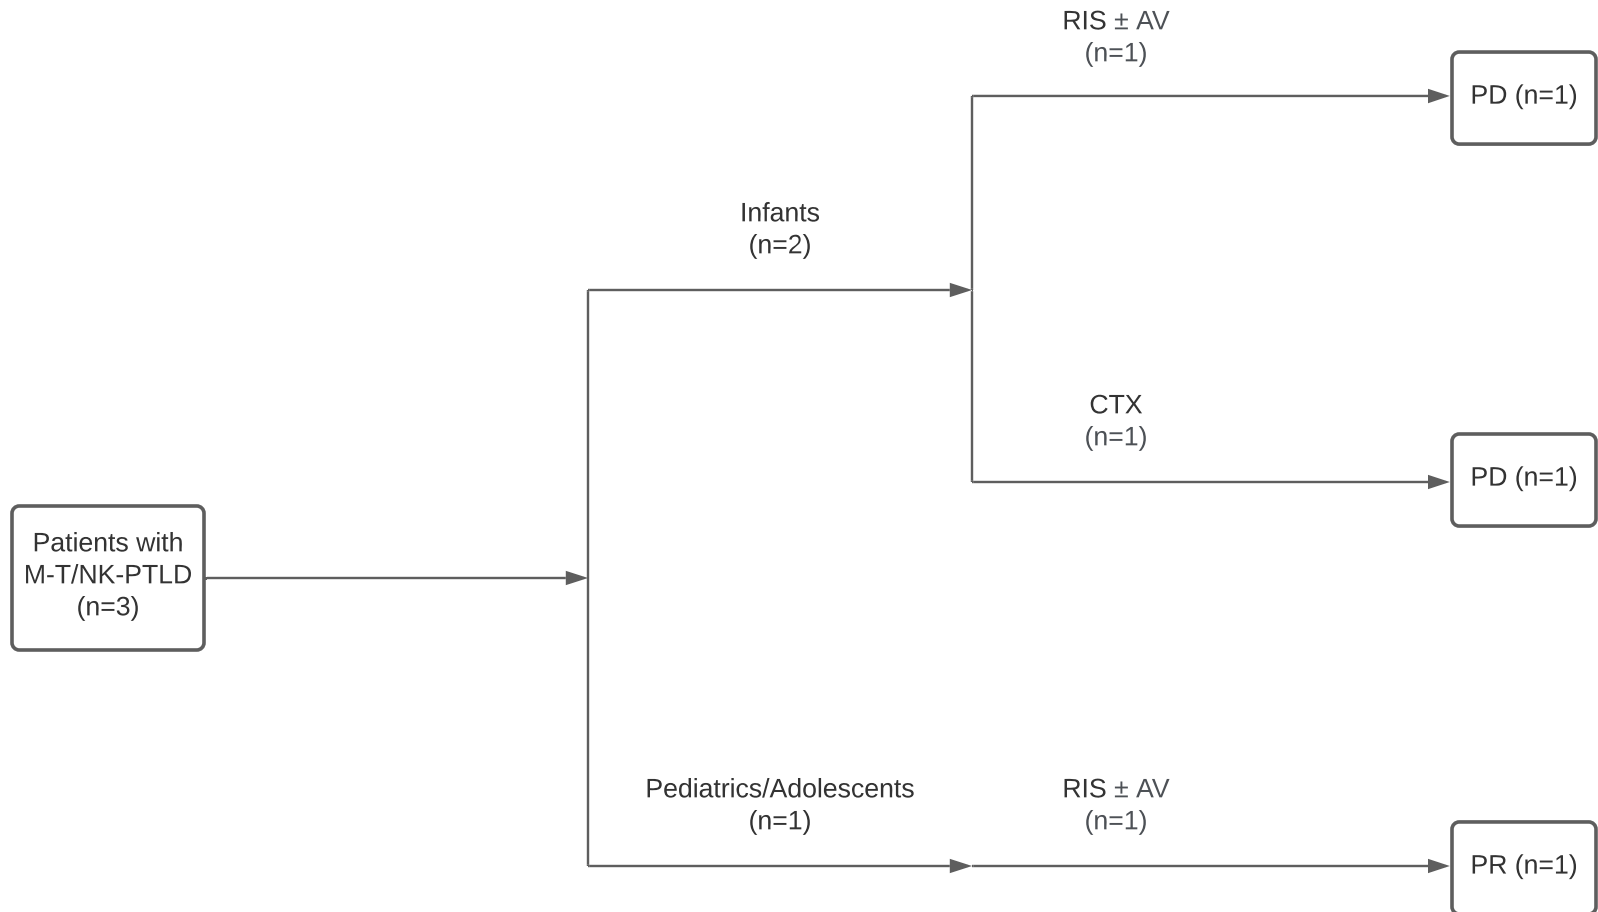 RIS ± AV
(n=1)
PD (n=1)
Infants
(n=2)
CTX
(n=1)
PD (n=1)
Patients with
M-T/NK-PTLD
(n=3)
Pediatrics/Adolescents
(n=1)
RIS ± AV
(n=1)
PR (n=1)